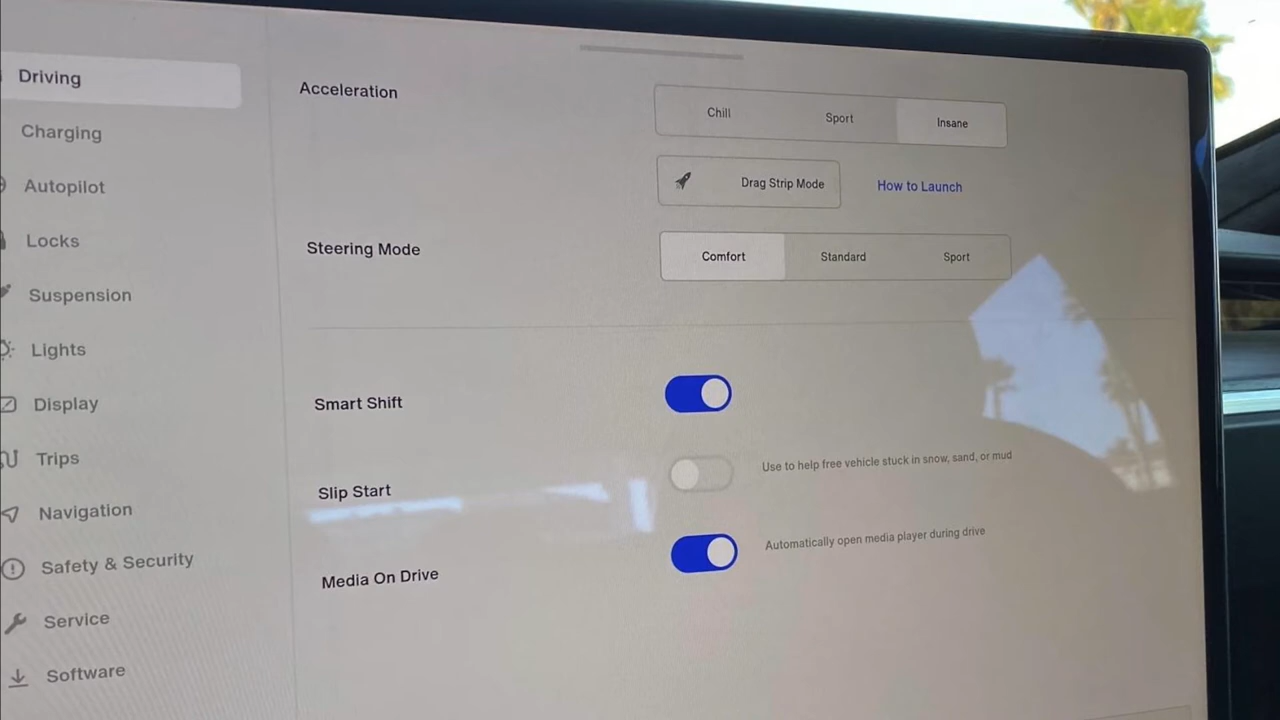 Driving
Charging
Autopilot
Locks
Suspension
Lights
Display
Trips
Navigation
Safety & Security
Service
Software
Acceleration
Chill Sport Insane
Drag Strip Mode How to Launch
Steering Mode
Comfort Standard Sport
Smart Shift
Slip Start
Use to help free vehicle stuck in snow, sand, or mud
Media On Drive
Automatically open media player during drive